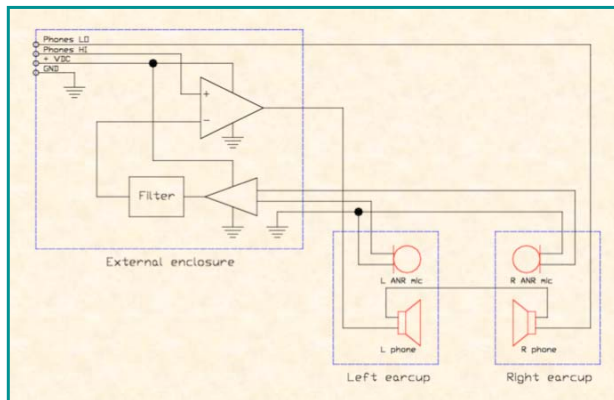 Phones LO
Phones HI
+ VDC
GND
+
−
Filter
External enclosure
L ANR mic
R ANR mic
L phone
R phone
Left earcup
Right earcup